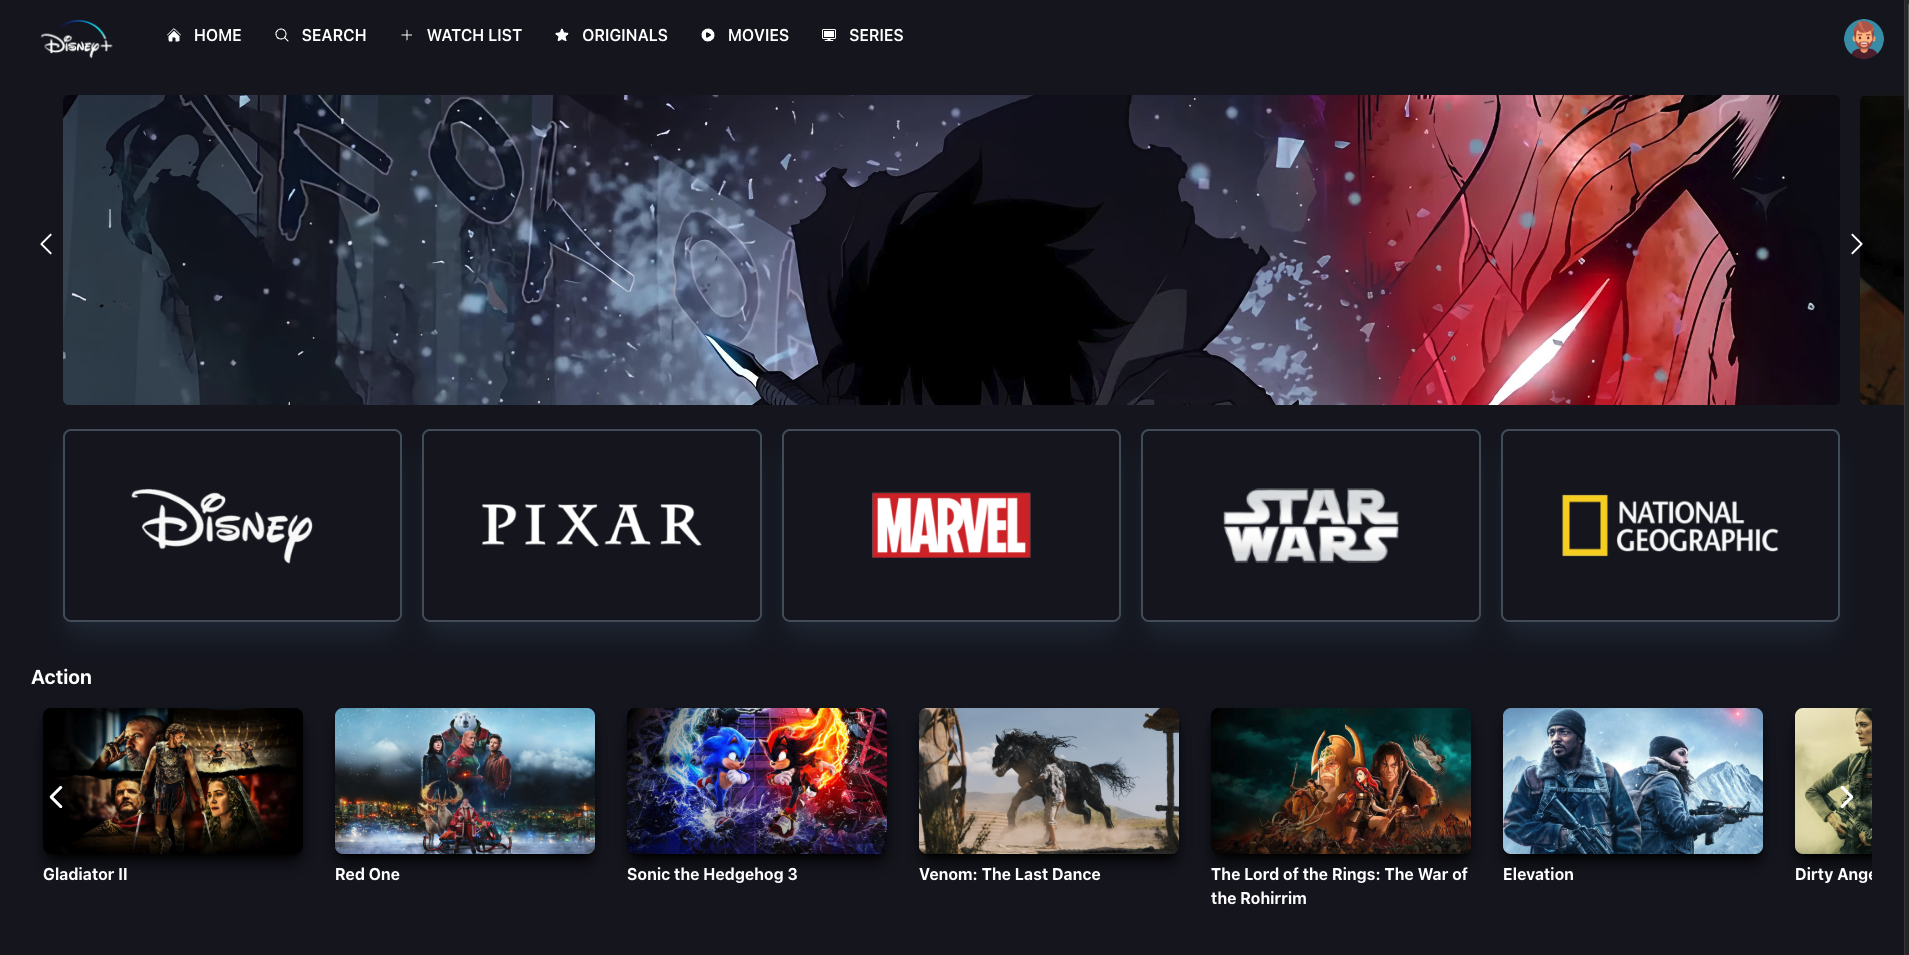 Disney+
HOME
SEARCH
WATCH LIST
ORIGINALS
MOVIES
SERIES
Disney
PIXAR
MARVEL
STAR
WARS
NATIONAL
GEOGRAPHIC
Action
Gladiator II
Red One
Sonic the Hedgehog 3
Venom: The Last Dance
The Lord of the Rings: The War of
the Rohirrim
Elevation
Dirty Ange